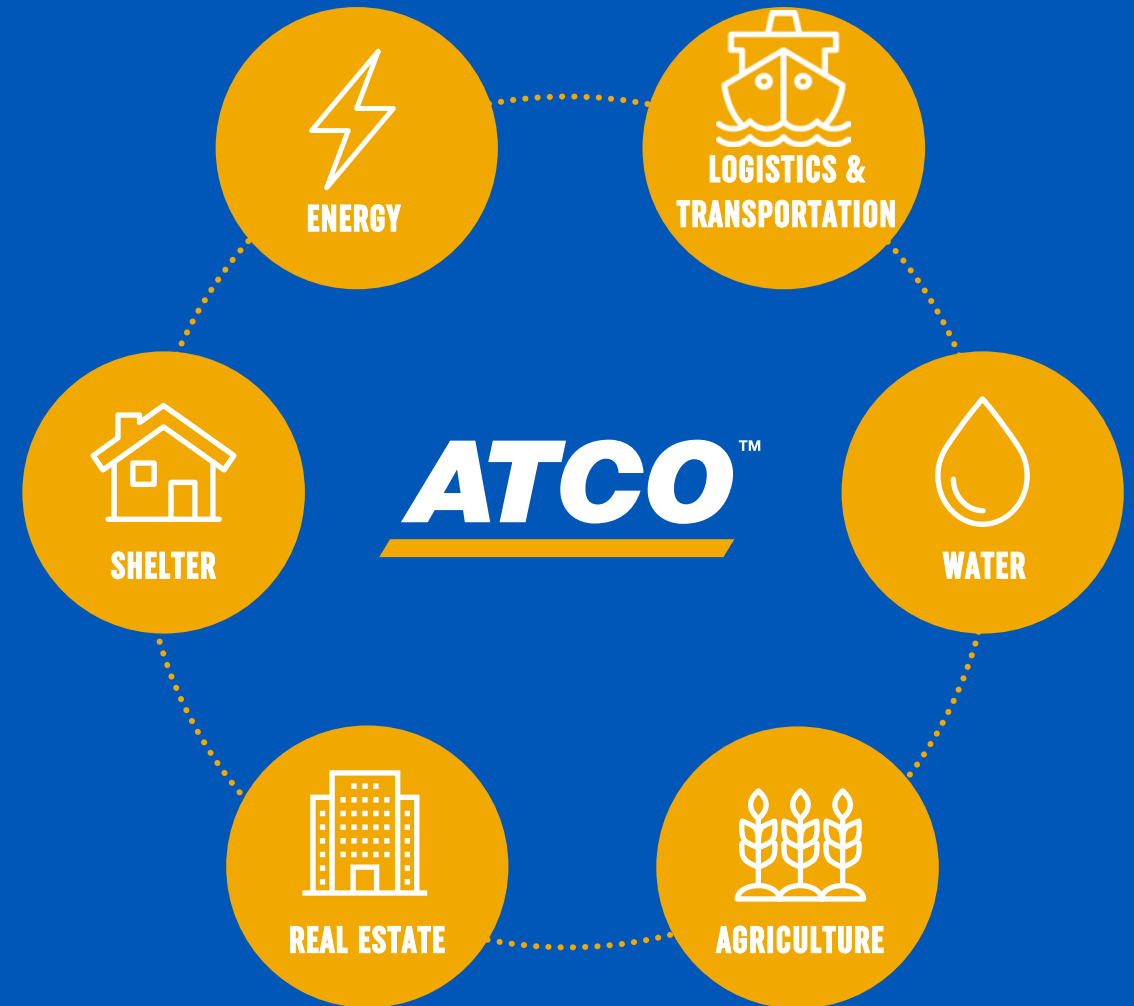 ENERGY
LOGISTICS &
TRANSPORTATION
SHELTER
ATCO™
WATER
REAL ESTATE
AGRICULTURE